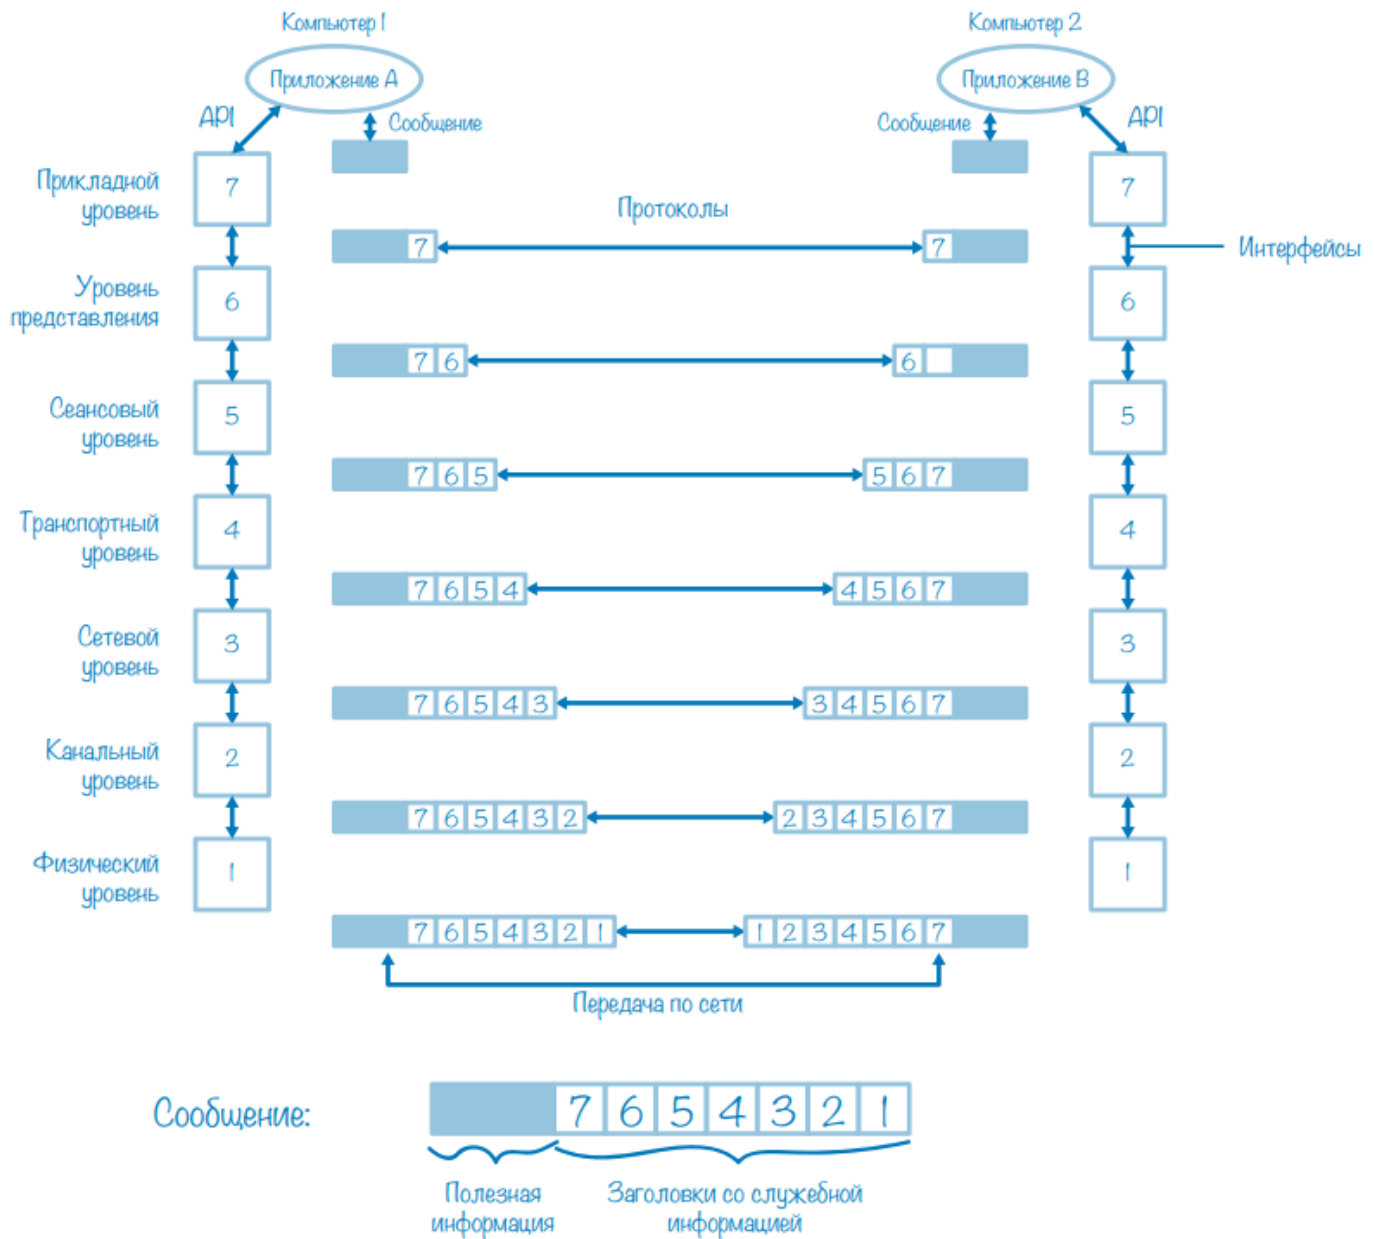 Компьютер 1
Компьютер 2
Приложение А
Приложение В
API
Сообщение
Сообщение
API
Прикладной
уровень
7
7
Протоколы
7
7
Интерфейсы
Уровень
представления
6
6
7 6
6
Сеансовый
уровень
5
5
7 6 5
5 6 7
Транспортный
уровень
4
4
7 6 5 4
4 5 6 7
Сетевой
уровень
3
3
7 6 5 4 3
3 4 5 6 7
Канальный
уровень
2
2
7 6 5 4 3 2
2 3 4 5 6 7
Физический
уровень
1
1
7 6 5 4 3 2 1
1 2 3 4 5 6 7
Передача по сети
Сообщение:
7 6 5 4 3 2 1
Полезная
информация
Заголовки со служебной
информацией